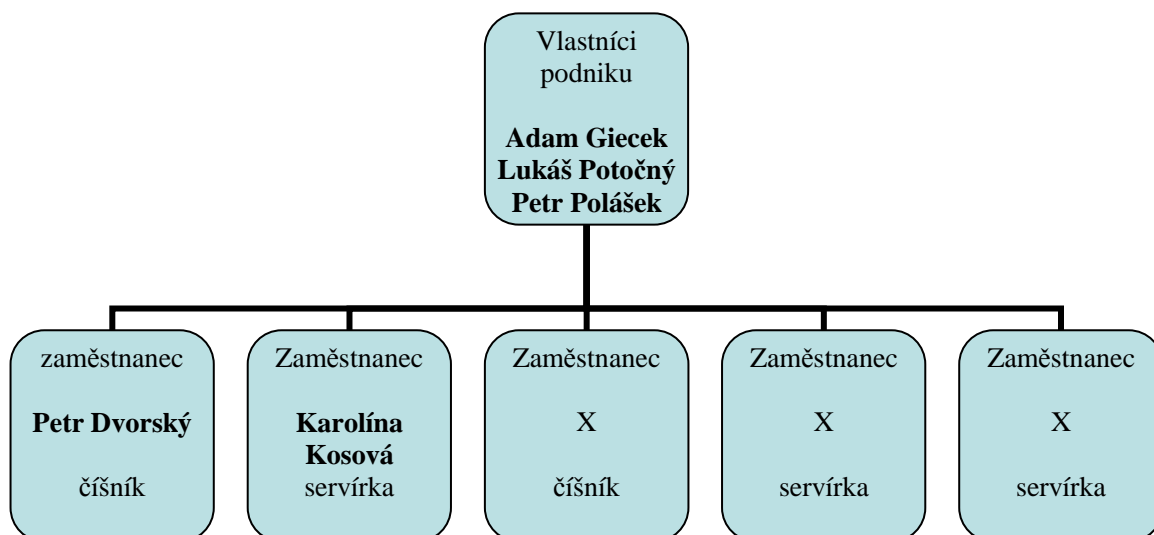 Vlastníci
podniku
Adam Giecek
Lukáš Potočný
Petr Polášek
zaměstnanec
Petr Dvorský
číšník
Zaměstnanec
Karolína
Kosová
servírka
Zaměstnanec
X
číšník
Zaměstnanec
X
servírka
Zaměstnanec
X
servírka